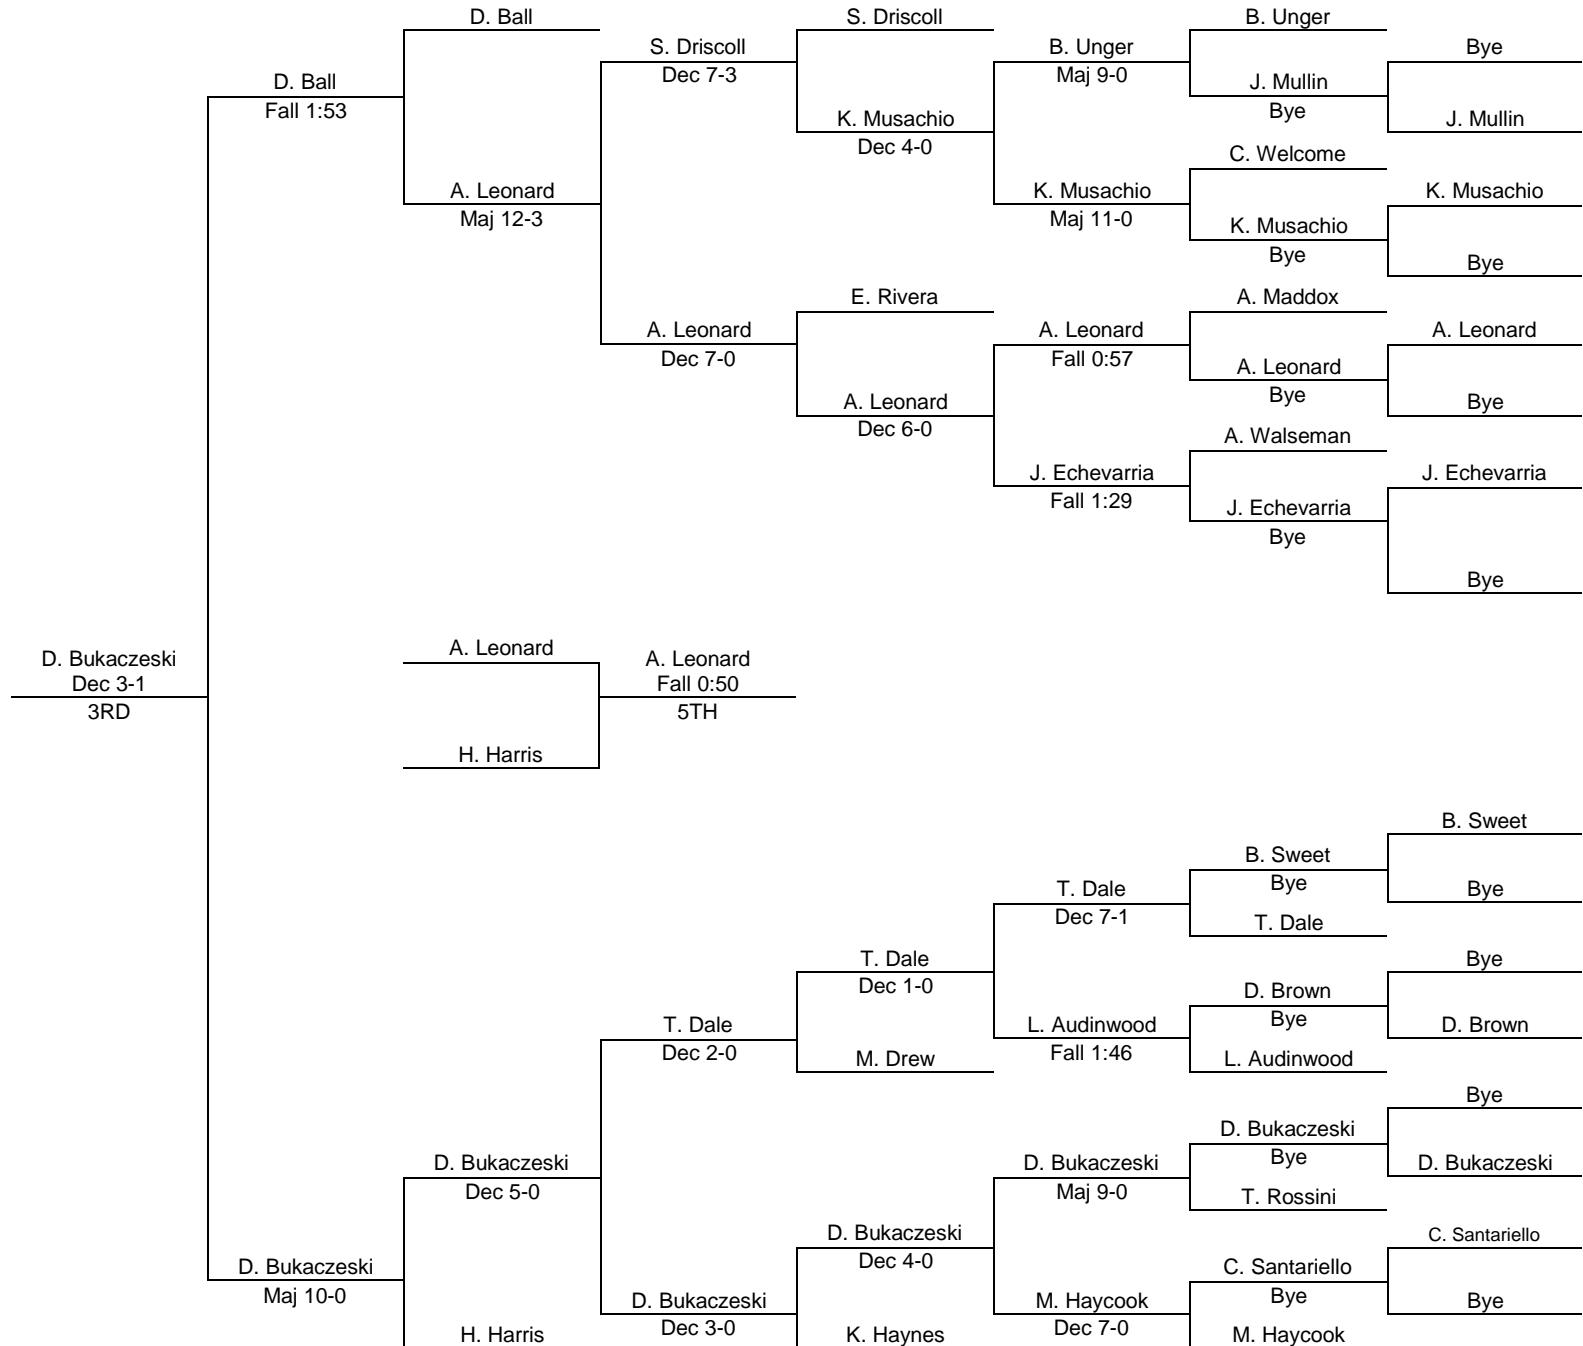 D. Ball
S. Driscoll
B. Unger
S. Driscoll
Dec 7-3
B. Unger
Maj 9-0
Bye
D. Ball
Fall 1:53
J. Mullin
Bye
K. Musachio
Dec 4-0
J. Mullin
C. Welcome
A. Leonard
Maj 12-3
K. Musachio
Maj 11-0
K. Musachio
K. Musachio
Bye
Bye
E. Rivera
A. Maddox
A. Leonard
Dec 7-0
A. Leonard
Fall 0:57
A. Leonard
A. Leonard
Bye
A. Leonard
Dec 6-0
Bye
A. Walseman
J. Echevarria
Fall 1:29
J. Echevarria
J. Echevarria
Bye
Bye
D. Bukaczeski
Dec 3-1
3RD
A. Leonard
A. Leonard
Fall 0:50
5TH
H. Harris
B. Sweet
B. Sweet
Bye
T. Dale
Dec 7-1
Bye
T. Dale
T. Dale
Dec 1-0
Bye
D. Brown
Bye
T. Dale
Dec 2-0
L. Audinwood
Fall 1:46
D. Brown
M. Drew
L. Audinwood
Bye
D. Bukaczeski
Bye
D. Bukaczeski
Dec 5-0
D. Bukaczeski
Maj 9-0
D. Bukaczeski
T. Rossini
D. Bukaczeski
Dec 4-0
C. Santariello
D. Bukaczeski
Maj 10-0
C. Santariello
Bye
D. Bukaczeski
Dec 3-0
M. Haycook
Dec 7-0
Bye
H. Harris
K. Haynes
M. Haycook